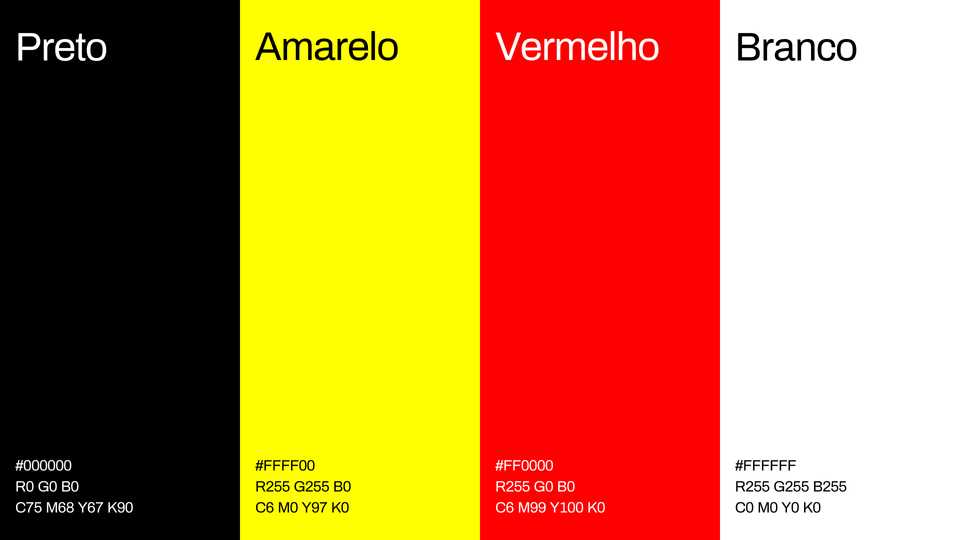 Preto
#000000
R0 G0 B0
C75 M68 Y67 K90
Amarelo
#FFFF00
R255 G255 B0
C6 M0 Y97 K0
Vermelho
#FF0000
R255 G0 B0
C6 M99 Y100 K0
Branco
#FFFFFF
R255 G255 B255
C0 M0 Y0 K0